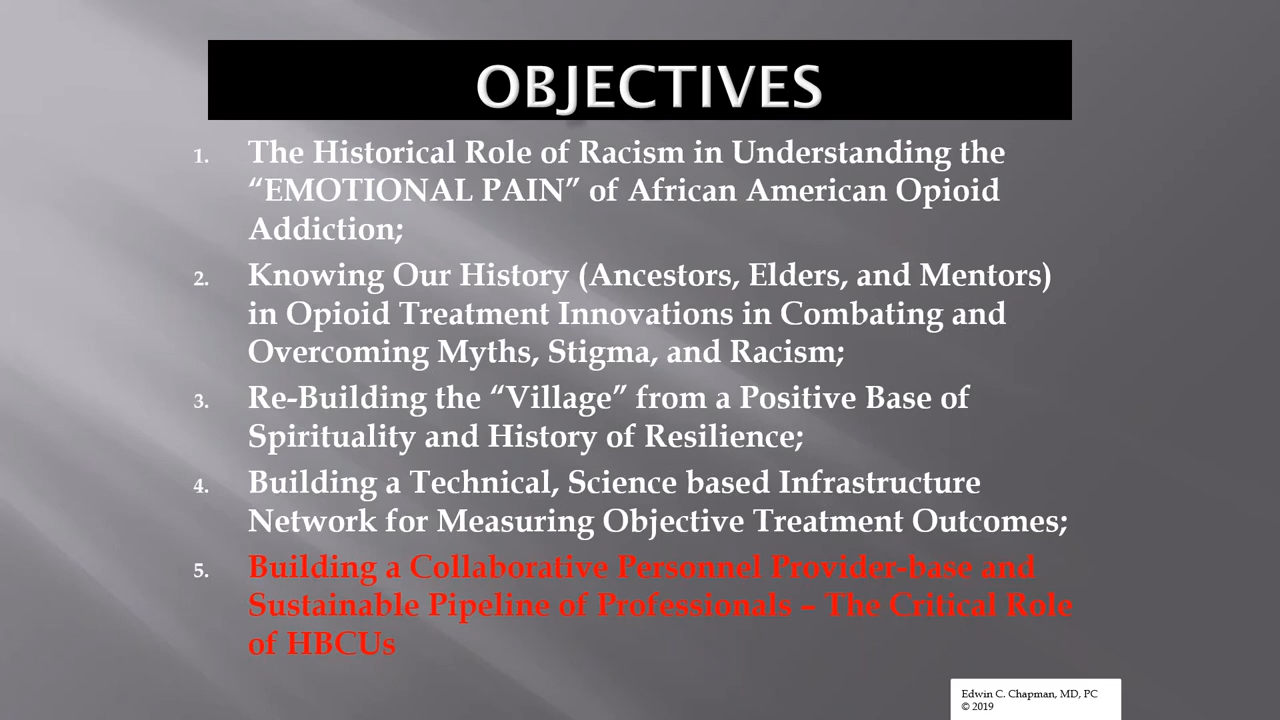 OBJECTIVES
1. The Historical Role of Racism in Understanding the
“EMOTIONAL PAIN” of African American Opioid
Addiction;
2. Knowing Our History (Ancestors, Elders, and Mentors)
in Opioid Treatment Innovations in Combating and
Overcoming Myths, Stigma, and Racism;
3. Re-Building the “Village” from a Positive Base of
Spirituality and History of Resilience;
4. Building a Technical, Science based Infrastructure
Network for Measuring Objective Treatment Outcomes;
5. Building a Collaborative Personnel Provider-base and
Sustainable Pipeline of Professionals – The Critical Role
of HBCUs
Edwin C. Chapman, MD, PC
© 2019